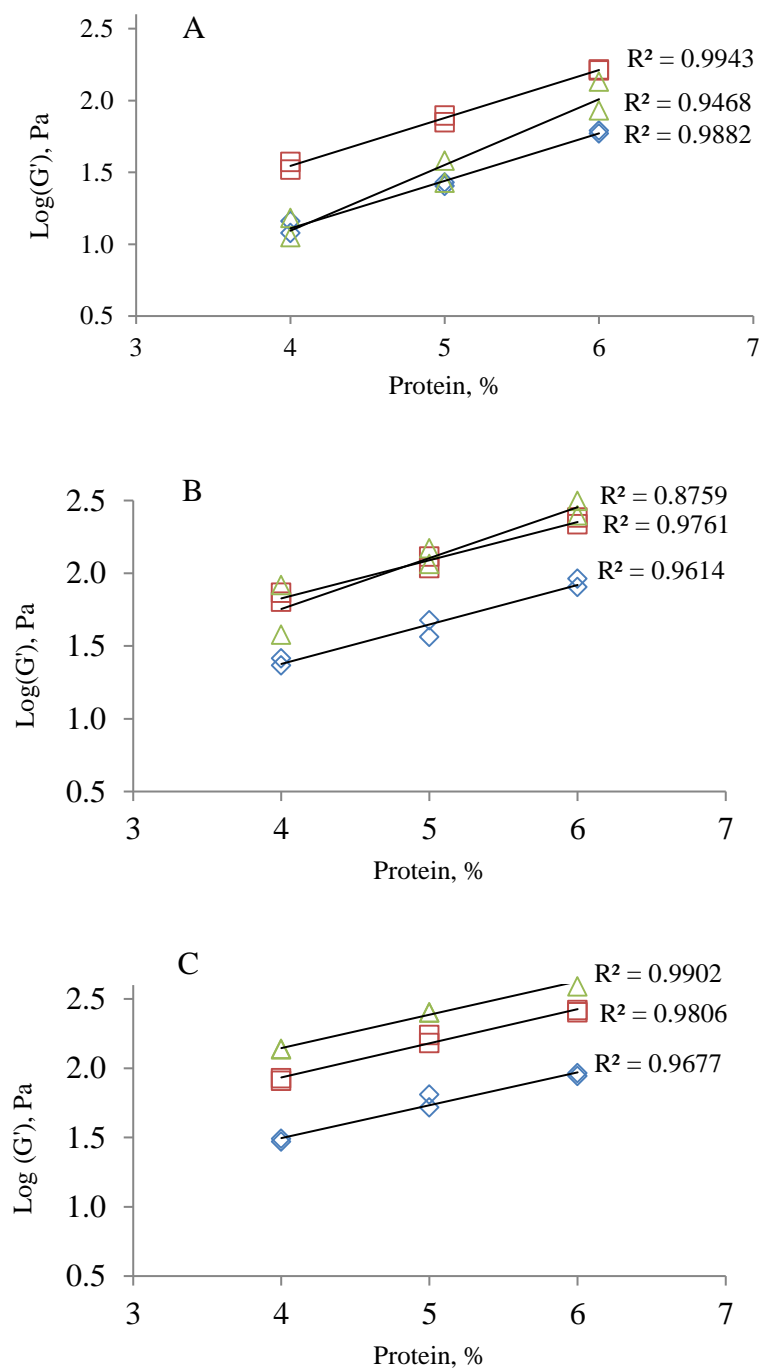 A
2.5
2.0
1.5
1.0
0.5
Log(G'), Pa
R² = 0.9943
R² = 0.9468
R² = 0.9882
3 4 5 6 7
Protein, %
B
2.5
2.0
1.5
1.0
0.5
Log(G'), Pa
R² = 0.8759
R² = 0.9761
R² = 0.9614
3 4 5 6 7
Protein, %
C
2.5
2.0
1.5
1.0
0.5
Log (G'), Pa
R² = 0.9902
R² = 0.9806
R² = 0.9677
3 4 5 6 7
Protein, %